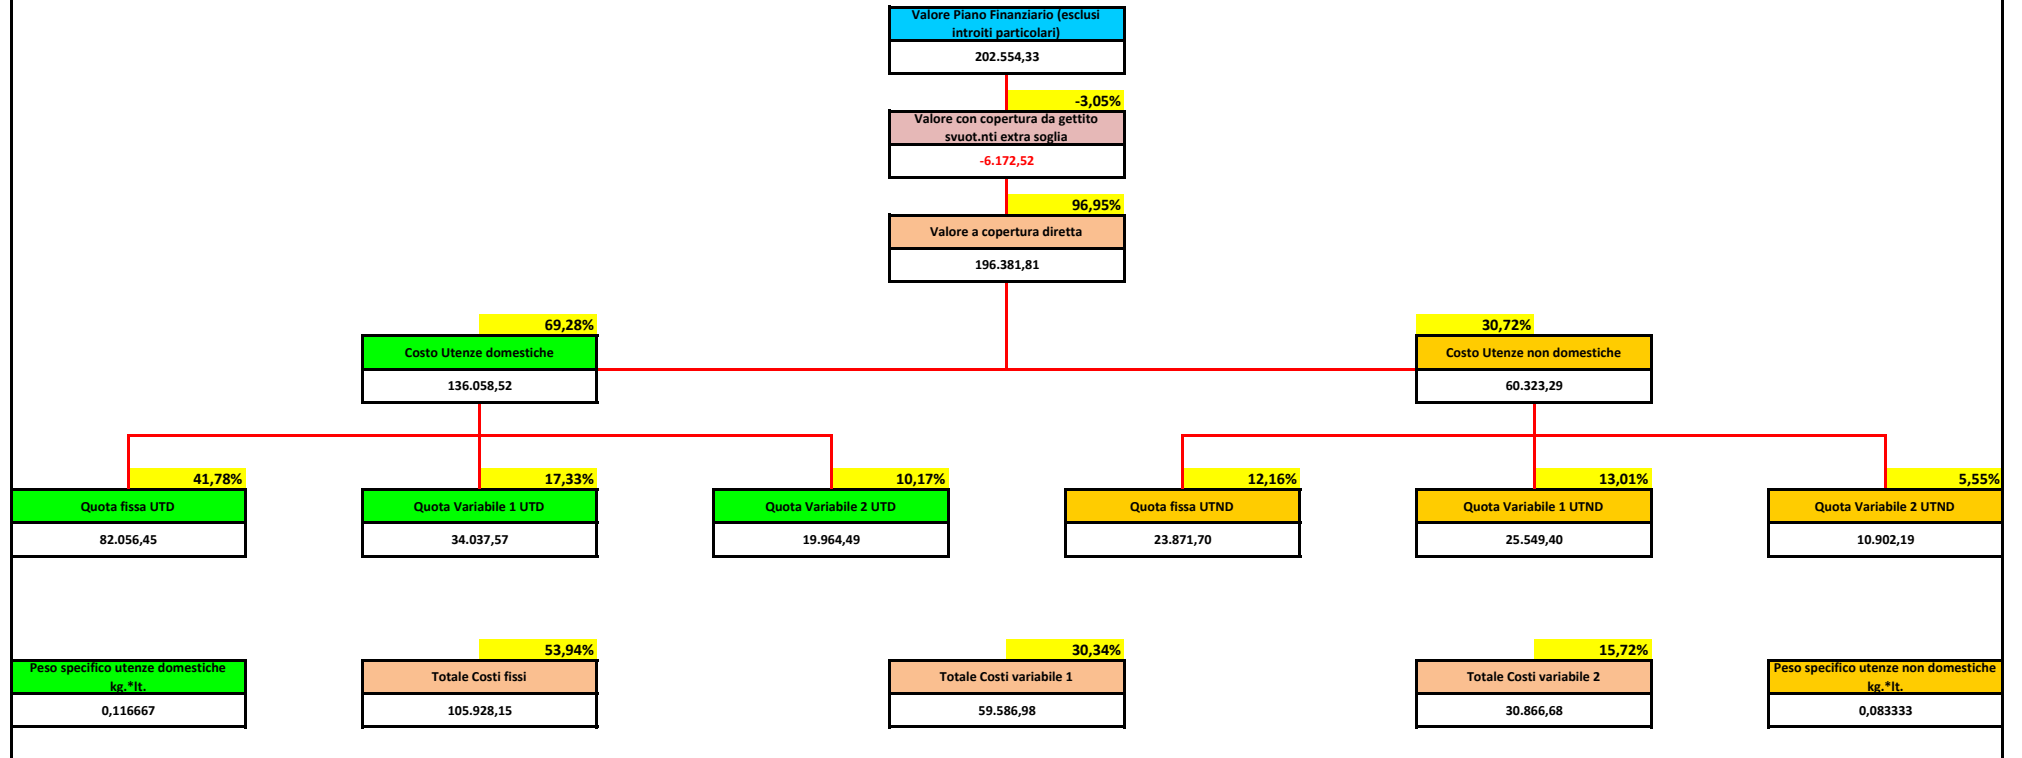 Valore Piano Finanziario (esclusi
introiti particolari)
202.554,33
-3,05%
Valore con copertura da gettito
svuot.nti extra soglia
-6.172,52
96,95%
Valore a copertura diretta
196.381,81
69,28%
30,72%
Costo Utenze domestiche
Costo Utenze non domestiche
136.058,52
60.323,29
41,78%
17,33%
10,17%
12,16%
13,01%
5,55%
Quota fissa UTD
Quota Variabile 1 UTD
Quota Variabile 2 UTD
Quota fissa UTND
Quota Variabile 1 UTND
Quota Variabile 2 UTND
82.056,45
34.037,57
19.964,49
23.871,70
25.549,40
10.902,19
53,94%
30,34%
15,72%
Peso specifico utenze domestiche
kg.*lt.
Totale Costi fissi
Totale Costi variabile 1
Totale Costi variabile 2
Peso specifico utenze non domestiche
kg.*lt.
0,116667
105.928,15
59.586,98
30.866,68
0,083333